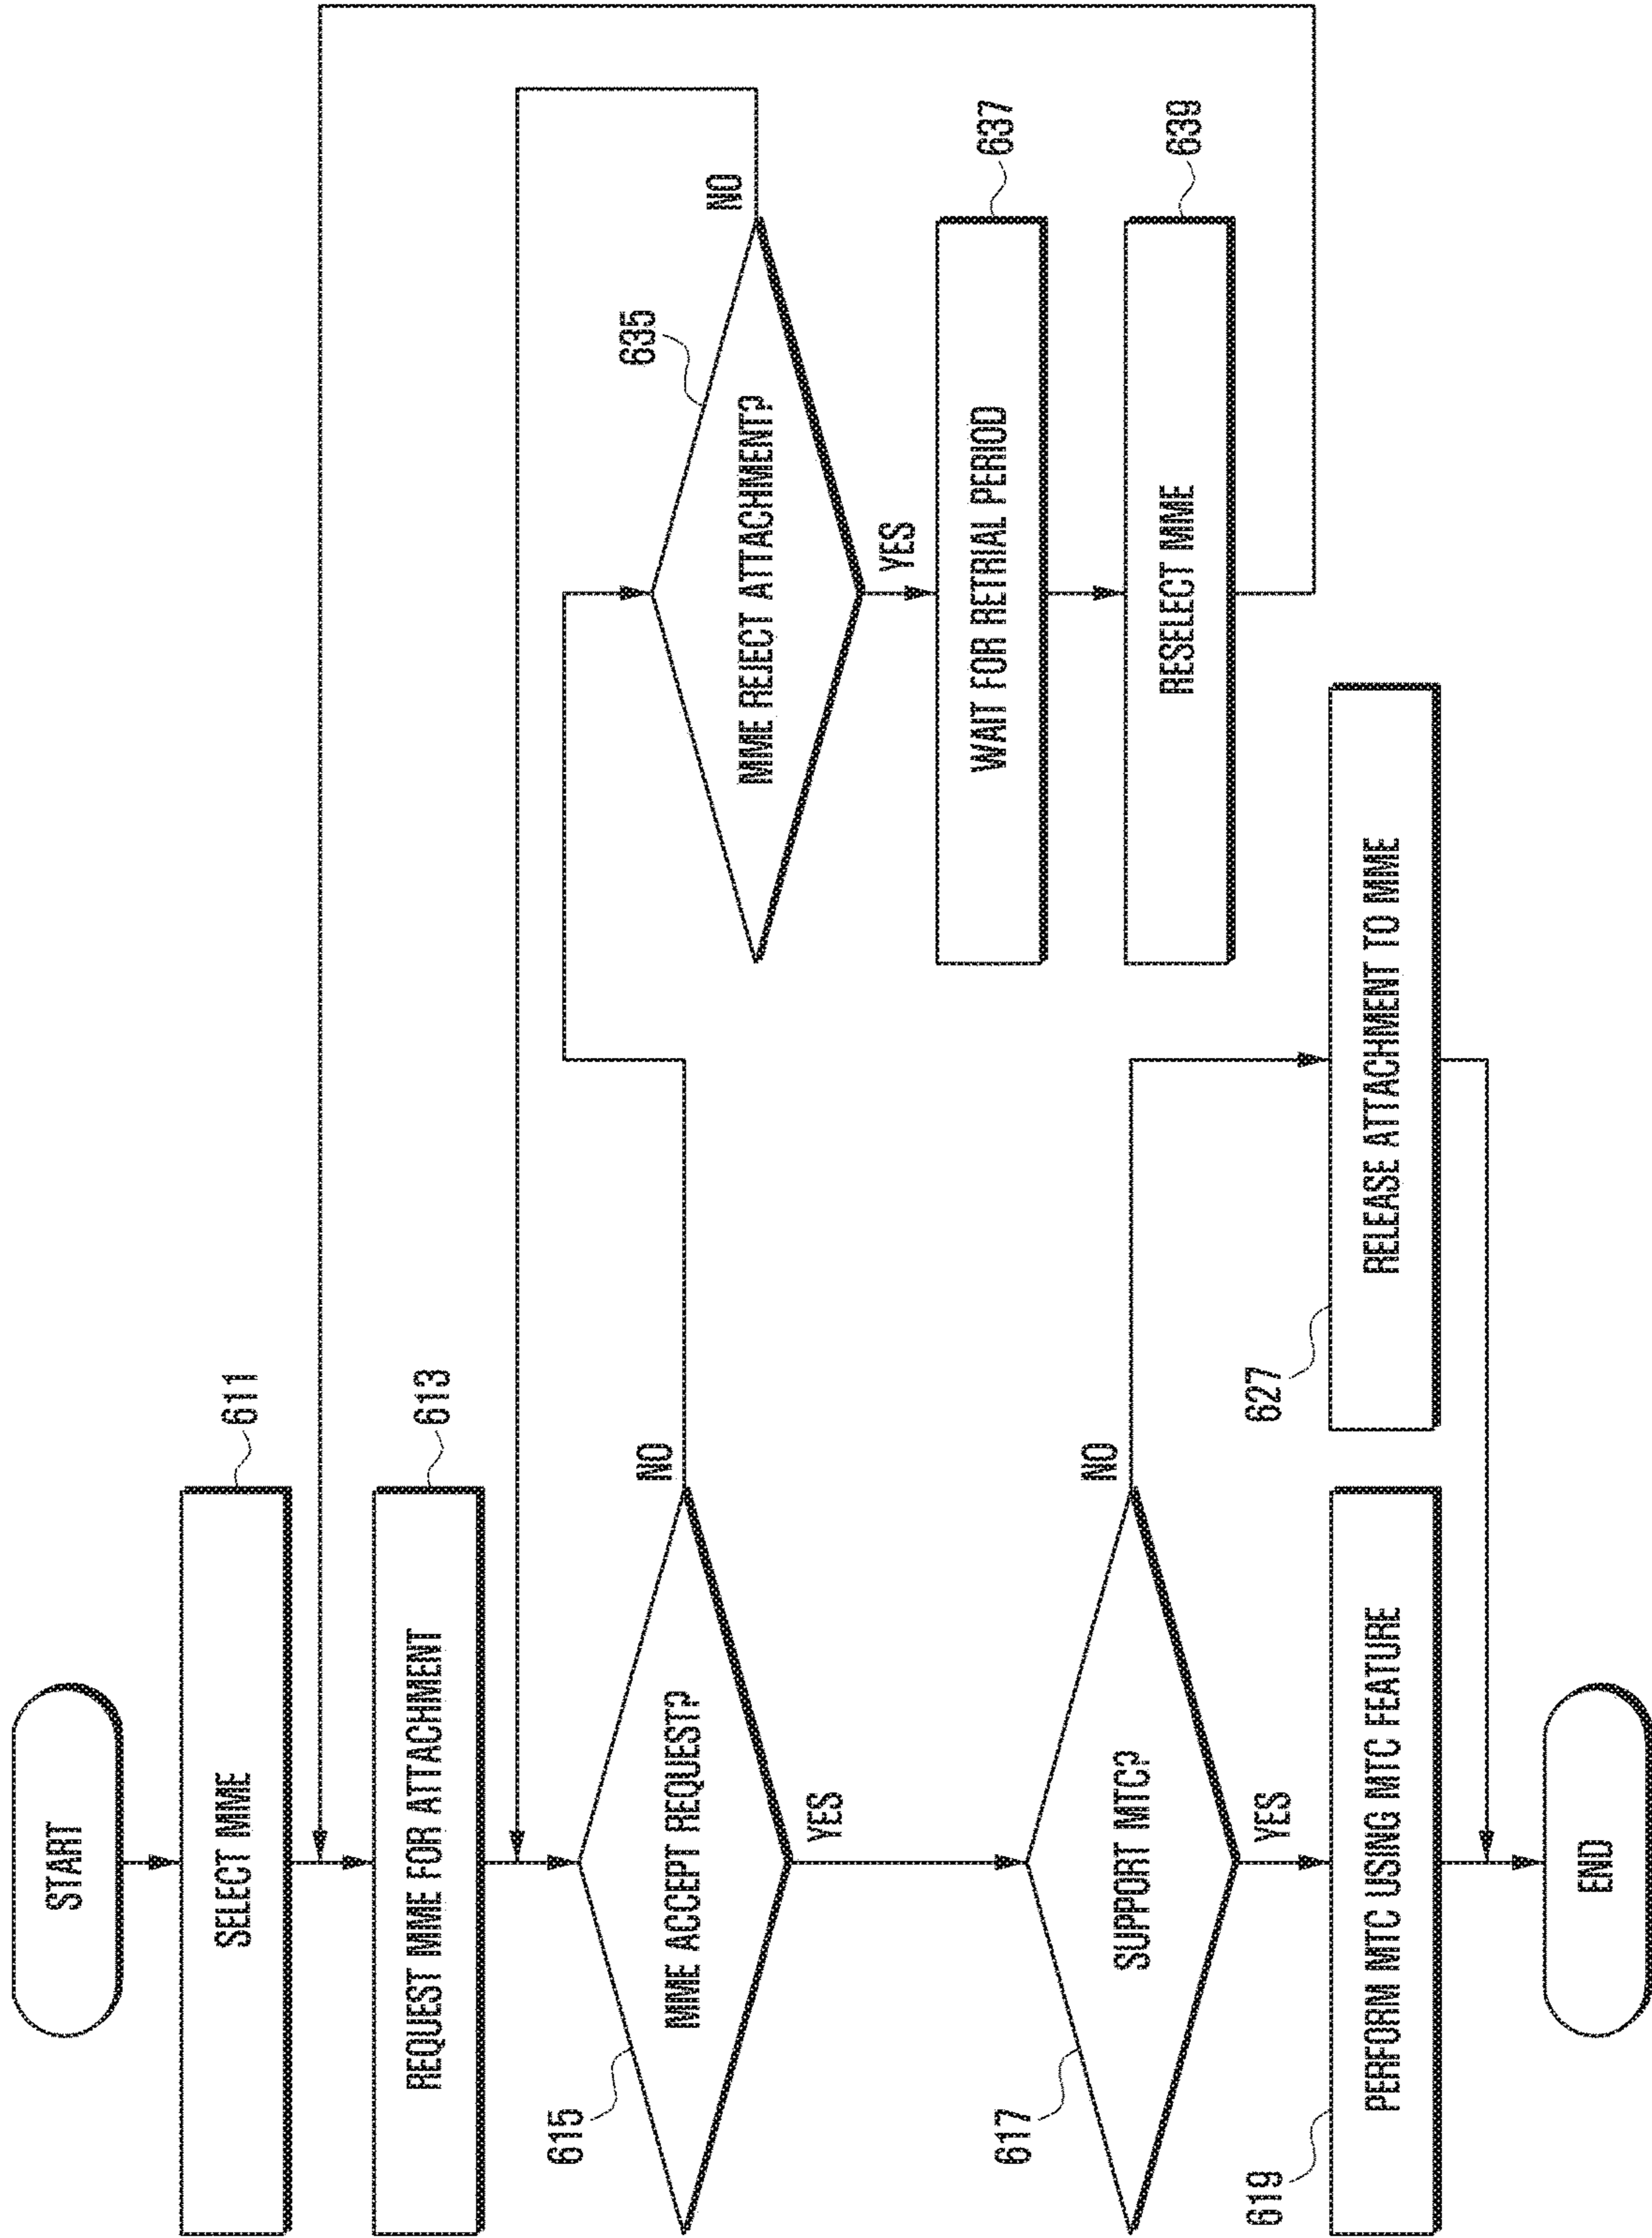 START
SELECT MME
611
REQUEST MME FOR ATTACHMENT
613
MME ACCEPT REQUEST?
615
NO
YES
MME REJECT ATTACHMENT?
635
NO
YES
WAIT FOR RETRIAL PERIOD
637
RESELECT MME
639
SUPPORT MTC?
617
NO
YES
PERFORM MTC USING MTC FEATURE
619
RELEASE ATTACHMENT TO MME
627
END